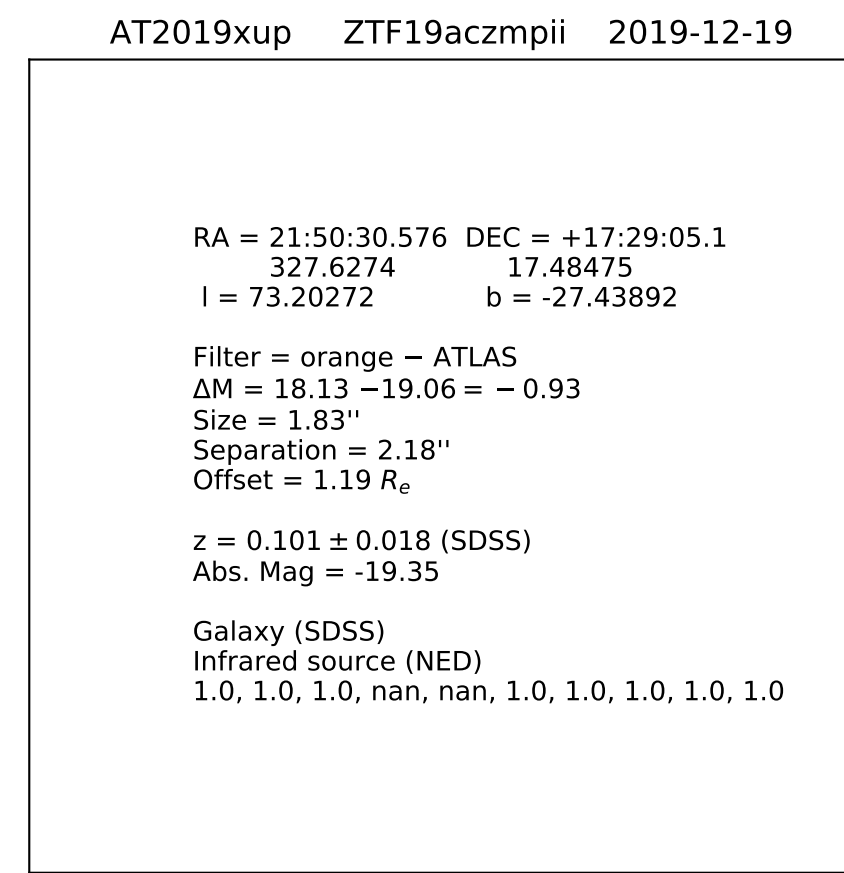 AT2019xup ZTF19aczmpii 2019-12-19
RA = 21:50:30.576 DEC = +17:29:05.1
327.6274 17.48475
l = 73.20272 b = -27.43892
Filter = orange − ATLAS
ΔM = 18.13 −19.06 = − 0.93
Size = 1.83''
Separation = 2.18''
Offset = 1.19 Re
z = 0.101 ± 0.018 (SDSS)
Abs. Mag = -19.35
Galaxy (SDSS)
Infrared source (NED)
1.0, 1.0, 1.0, nan, nan, 1.0, 1.0, 1.0, 1.0, 1.0